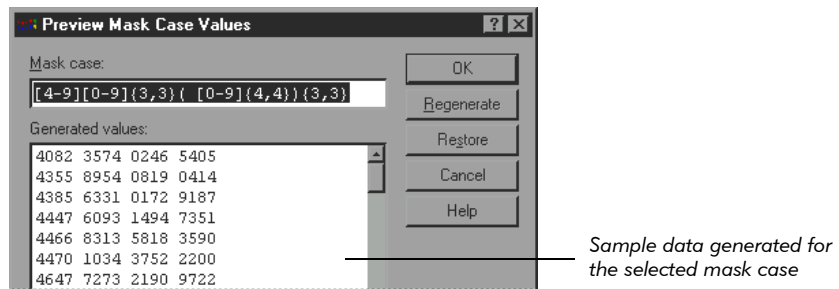 Preview Mask Case Values
Mask case:
[4-9][0-9]{3,3}( [0-9]{4,4}){3,3}
Generated values:
4082 3574 0246 5405
4355 8954 0819 0414
4385 6331 0172 9187
4447 6093 1494 7351
4466 8313 5818 3590
4470 1034 3752 2200
4647 7273 2190 9722
OK
Regenerate
Restore
Cancel
Help
Sample data generated for
the selected mask case